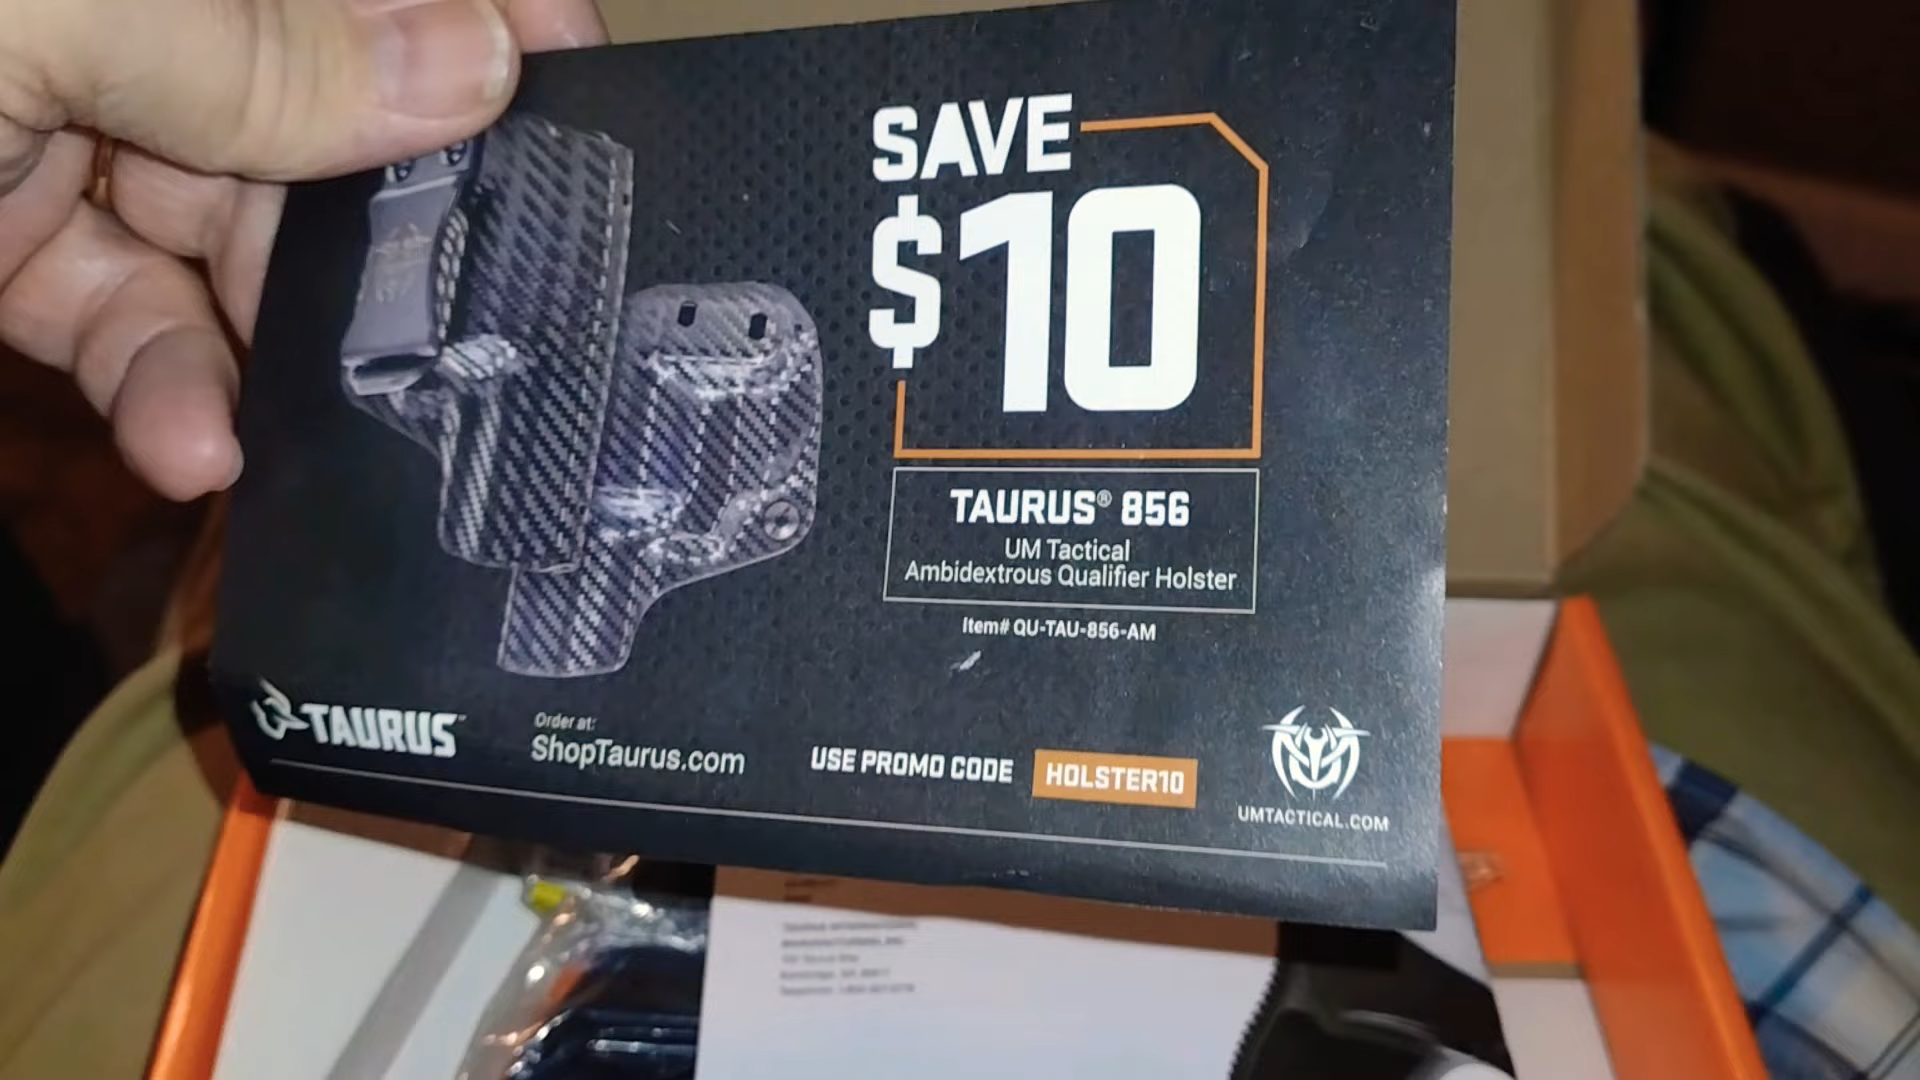 SAVE
$10
TAURUS® 856
UM Tactical
Ambidextrous Qualifier Holster
Item# QU-TAU-856-AM
TAURUS™
Order at:
ShopTaurus.com
USE PROMO CODE HOLSTER10
UMTACTICAL.COM